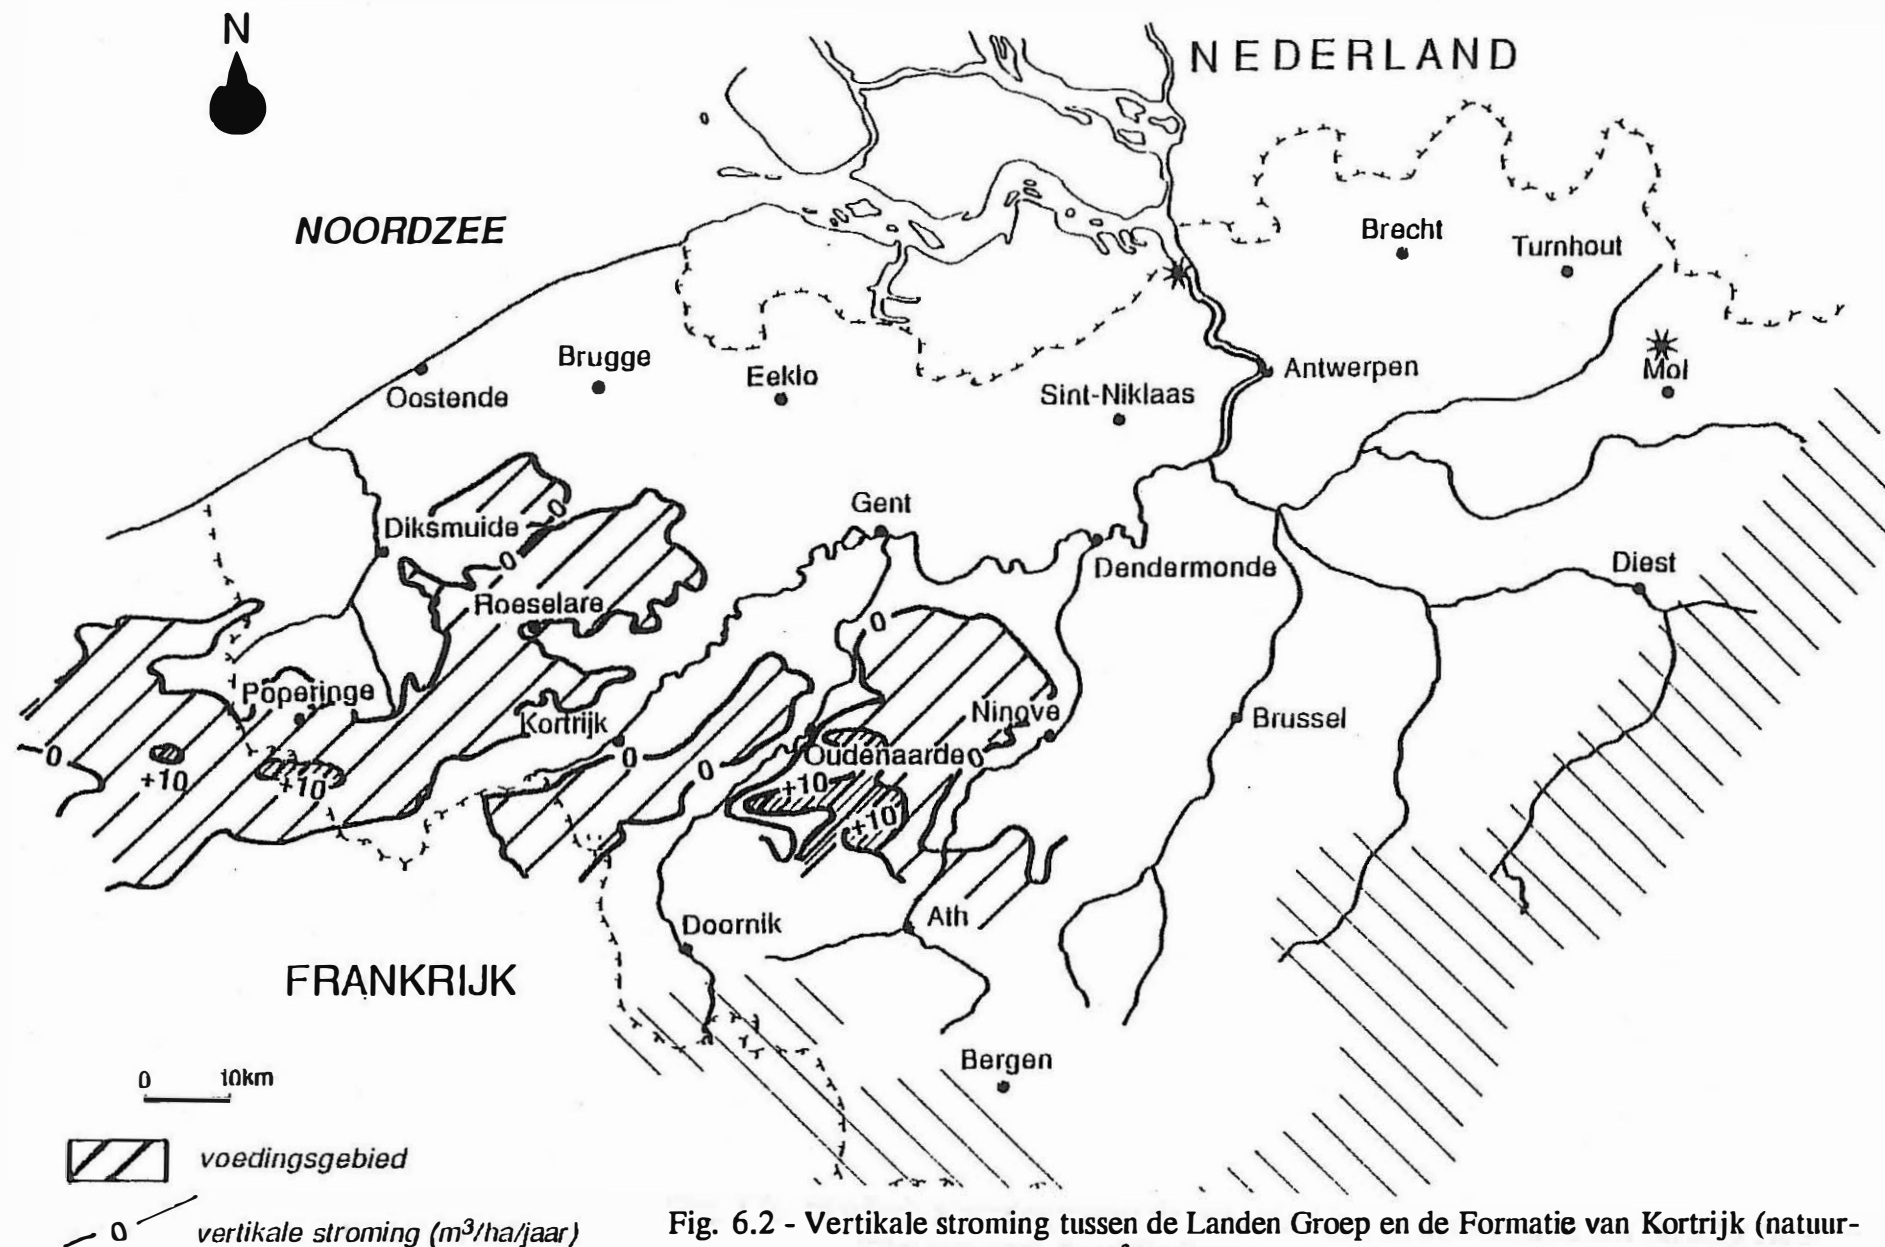 N
NEDERLAND
NOORDZEE
Brecht
Turnhout
Brugge
Eeklo
Oostende
Sint-Niklaas
Antwerpen
Mol
Gent
Diksmuide
0
0
Dendermonde
Diest
Roeselare
0
Poperinge
Kortrijk
Ninove
Brussel
0
0
0
Oudenaarde
0
+10
+10
+10
+10
Doornik
Ath
FRANKRIJK
Bergen
0 10km
voedingsgebied
0 vertikale stroming (m³/ha/jaar)
Fig. 6.2 - Vertikale stroming tussen de Landen Groep en de Formatie van Kortrijk (natuur-